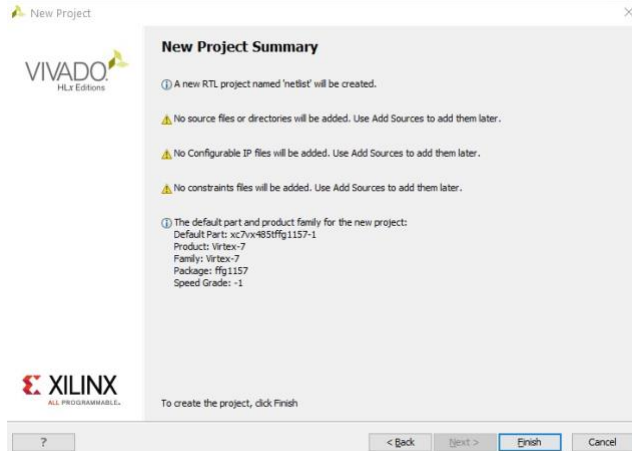 New Project
VIVADO.
HLx Editions
New Project Summary
A new RTL project named 'netlist' will be created.
No source files or directories will be added. Use Add Sources to add them later.
No Configurable IP files will be added. Use Add Sources to add them later.
No constraints files will be added. Use Add Sources to add them later.
The default part and product family for the new project:
Default Part: xc7vx485tffg1157-1
Product: Virtex-7
Family: Virtex-7
Package: ffg1157
Speed Grade: -1
XILINX
ALL PROGRAMMABLE.
To create the project, click Finish
?
< Back
Next >
Finish
Cancel